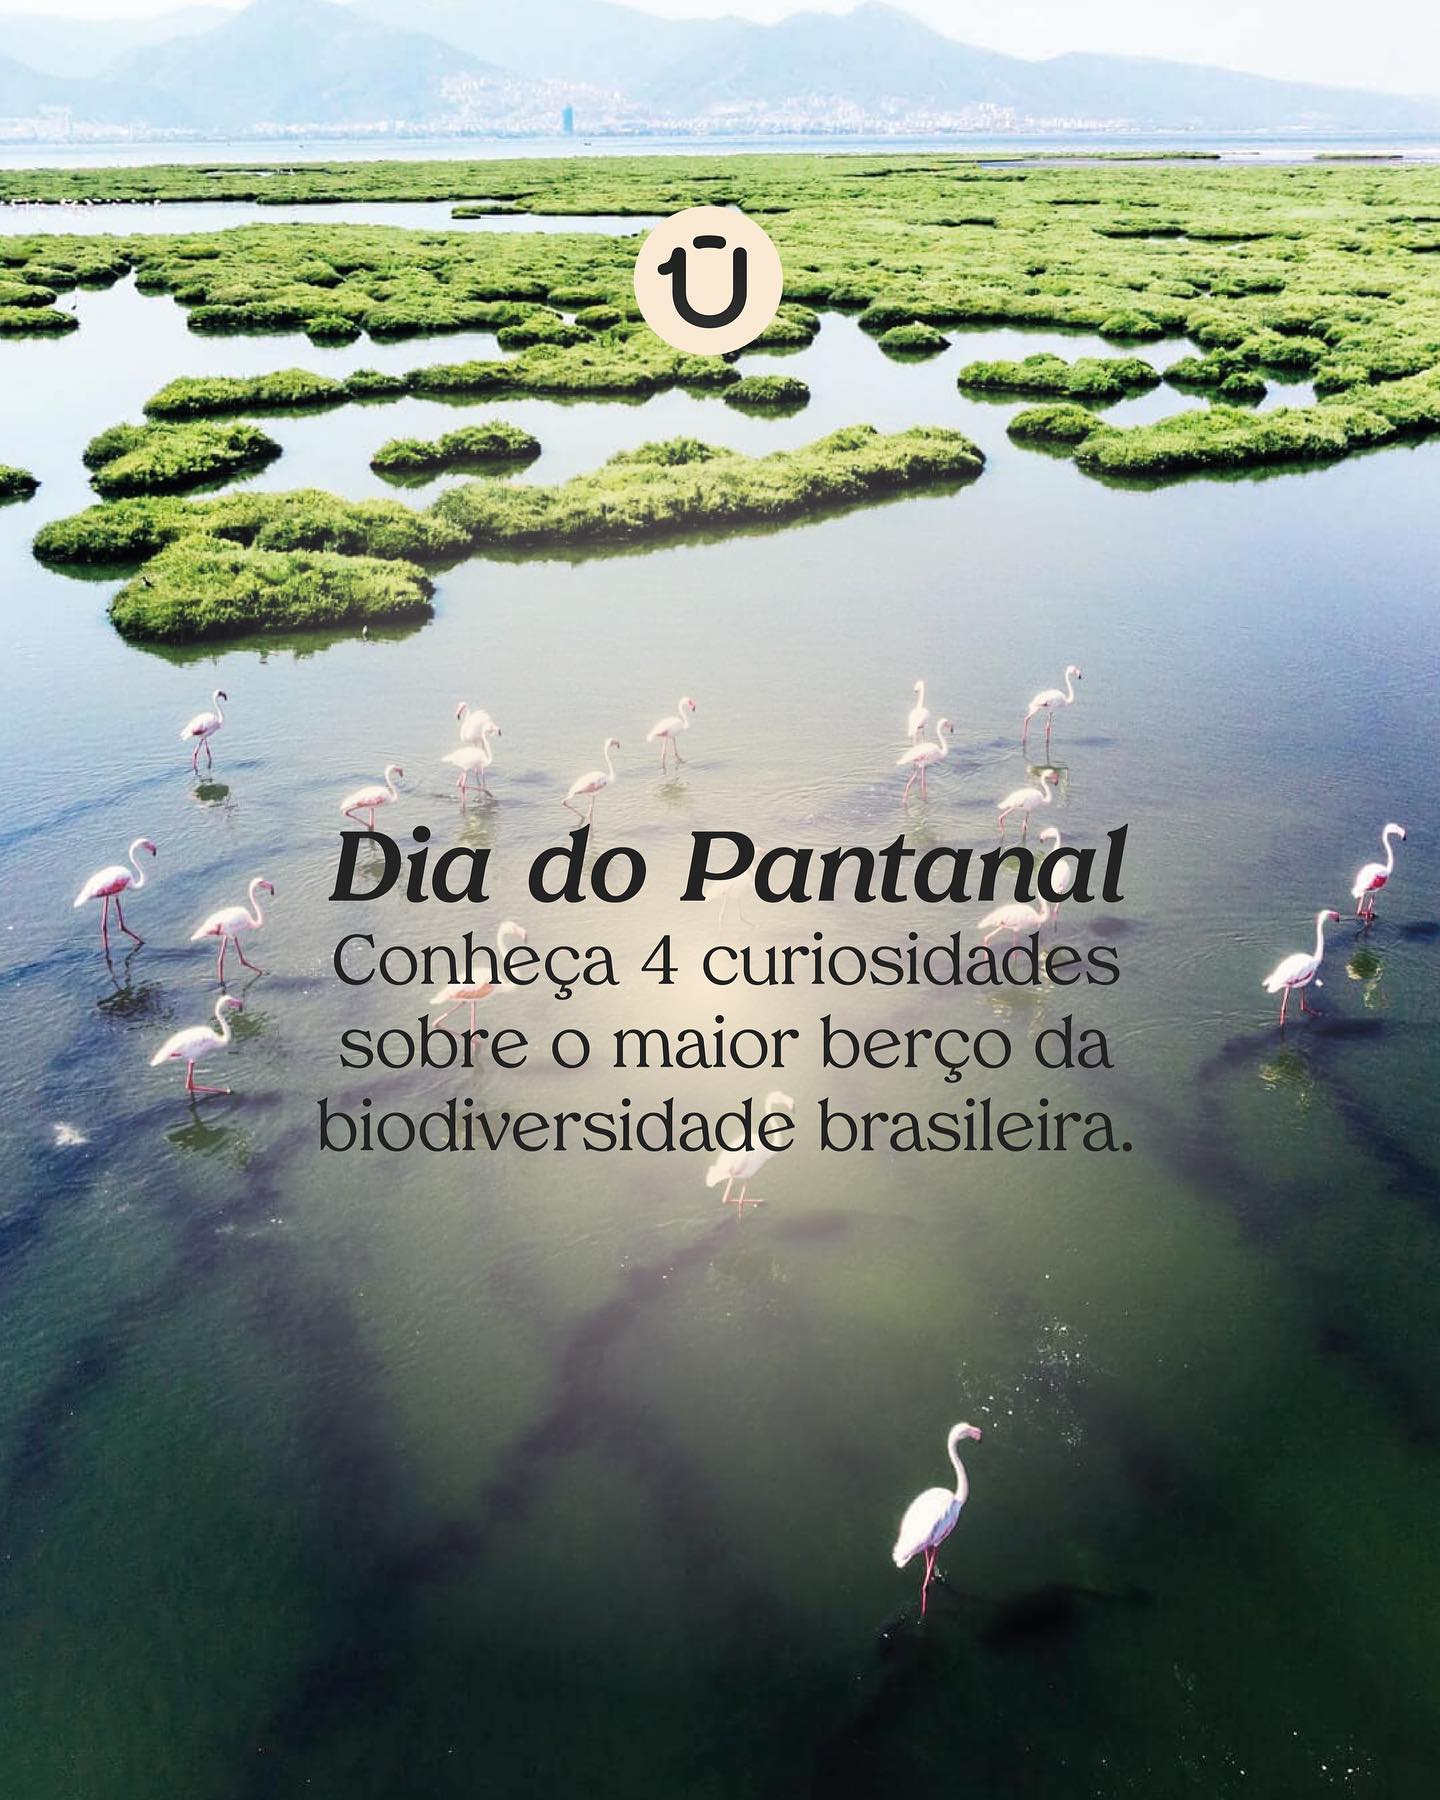 Dia do Pantanal
Conheça 4 curiosidades
sobre o maior berço da
biodiversidade brasileira.